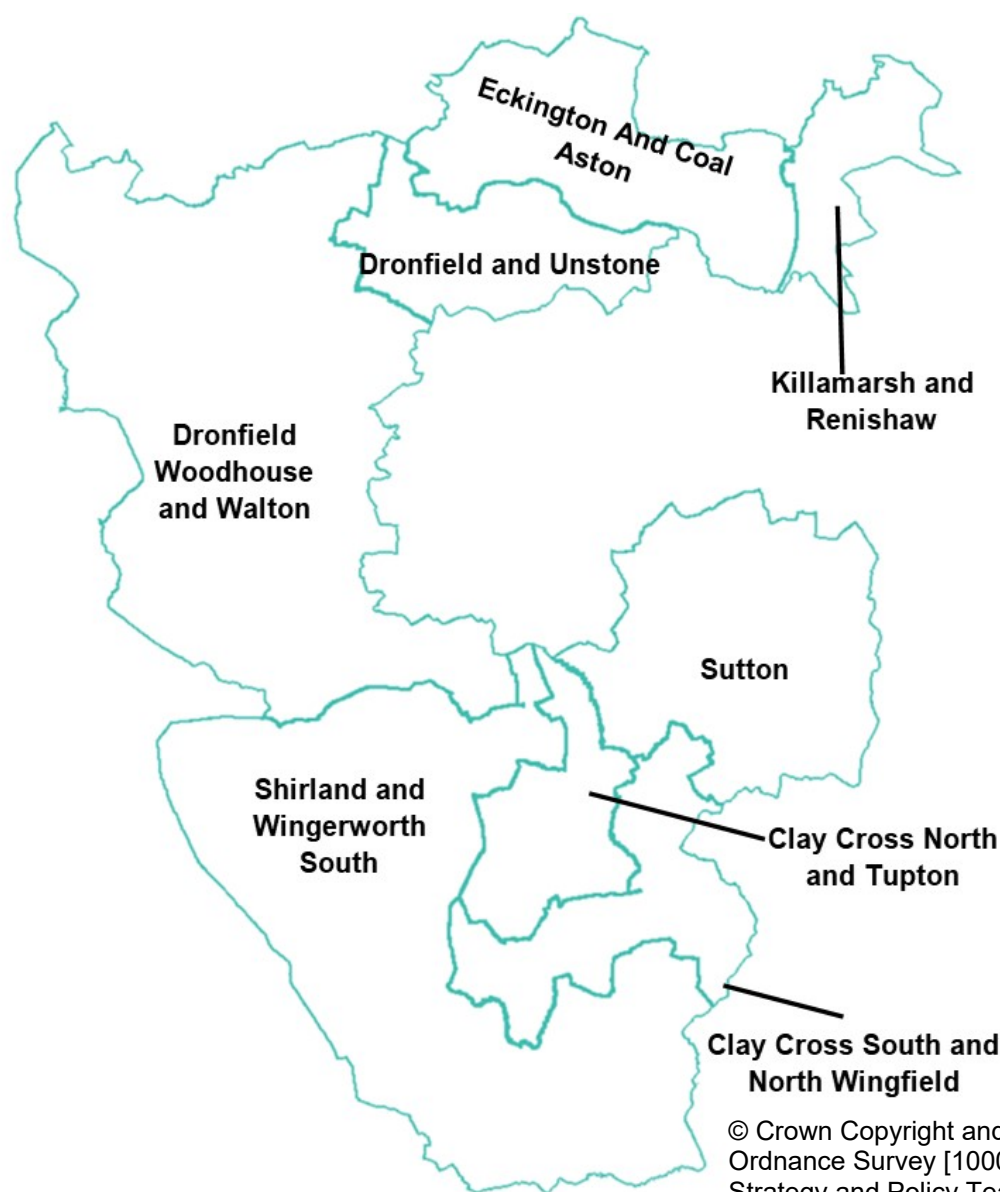 Eckington And Coal
Aston
Dronfield and Unstone
Killamarsh and
Renishaw
Dronfield
Woodhouse
and Walton
Sutton
Shirland and
Wingerworth
South
Clay Cross North
and Tupton
Clay Cross South and
North Wingfield
© Crown Copyright and
Ordnance Survey [1000
Strategy and Policy